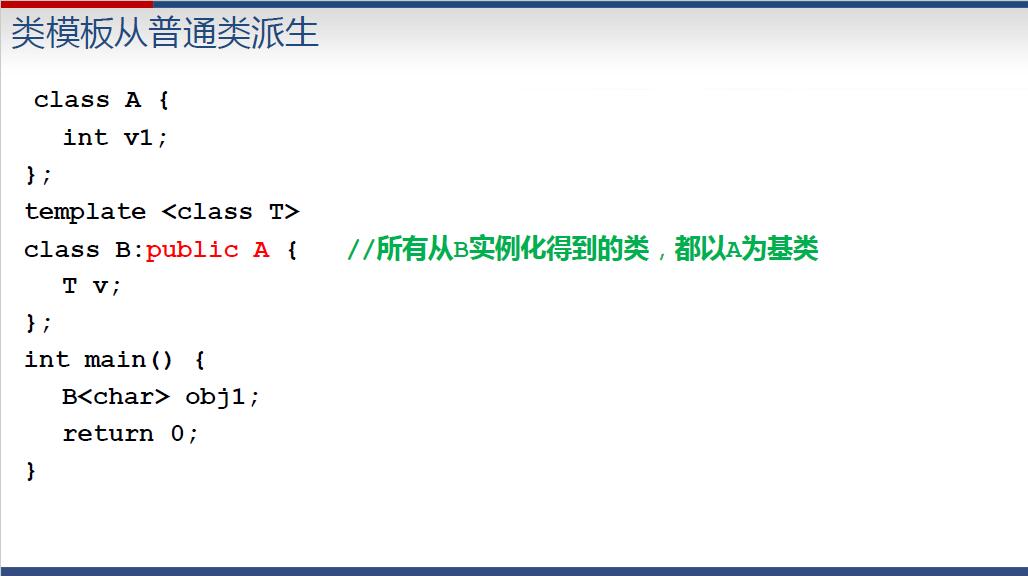 类模板从普通类派生
class A {
int v1;
};
template <class T>
class B:public A { //所有从B实例化得到的类，都以A为基类
T v;
};
int main() {
B<char> obj1;
return 0;
}